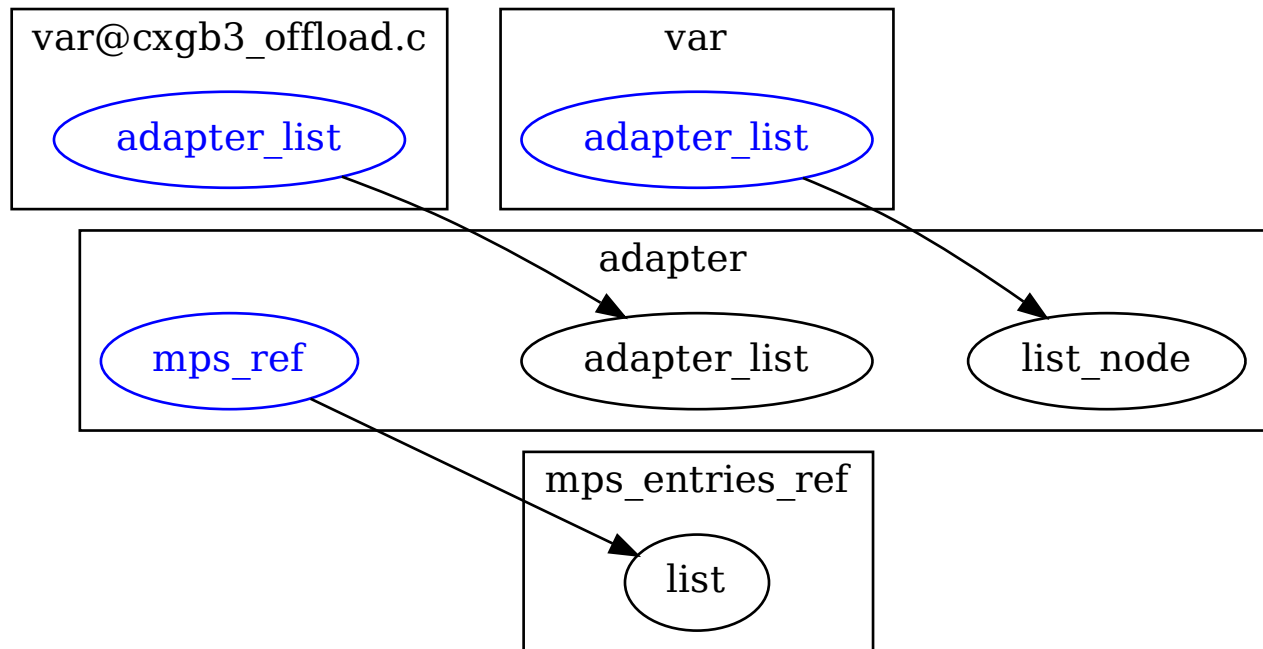 var@cxgb3_offload.c
var
adapter_list
adapter_list
adapter
mps_ref
adapter_list
list_node
mps_entries_ref
list